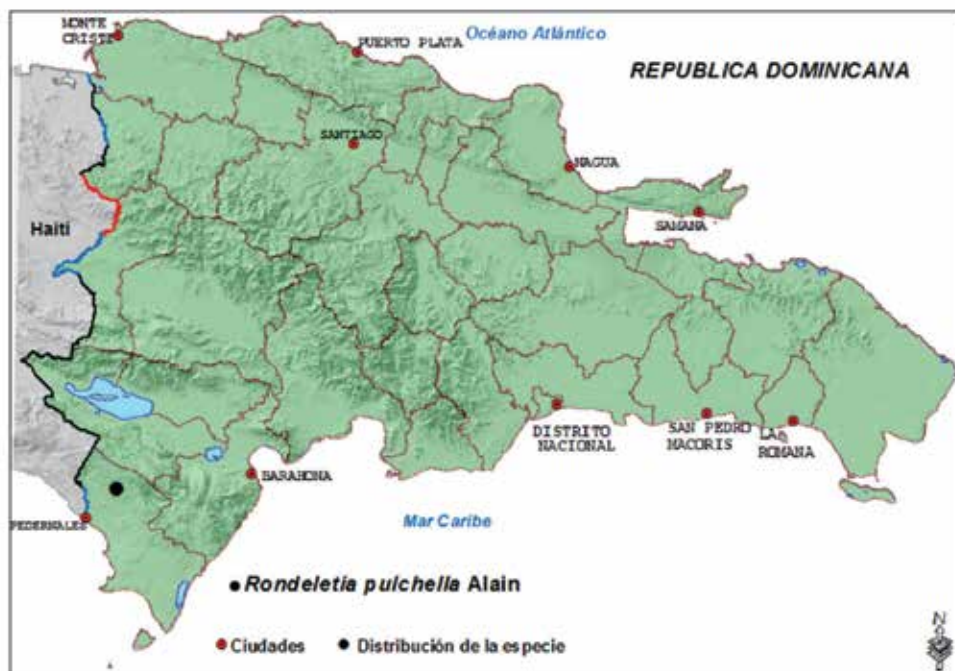 MONTE
CRISTI
PUERTO PLATA
Océano Atlántico
REPUBLICA DOMINICANA
SANTIAGO
NAGUA
SAMANA
Haití
DISTRITO
NACIONAL
SAN PEDRO
MACORIS
LA
ROMANA
BARAHONA
PEDERNALES
Mar Caribe
Rondeletia pulchella Alain
Ciudades
Distribución de la especie
N